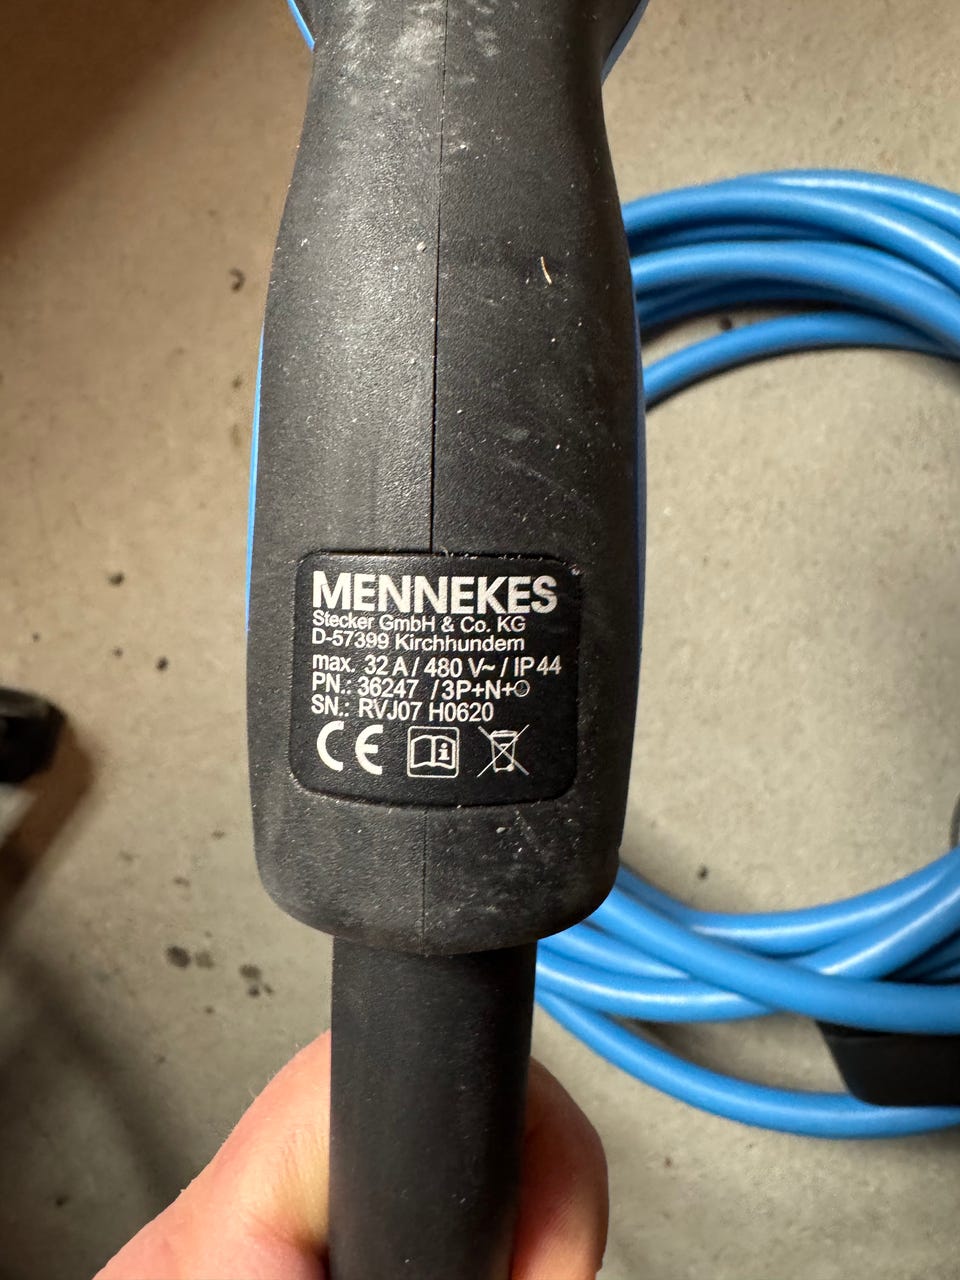 MENNEKES
Stecker GmbH & Co. KG
D-57399 Kirchhundem
max. 32 A / 480 V~ / IP 44
PN.: 36247 / 3P+N+⏚
SN.: RVJ07 H0620
CE
i